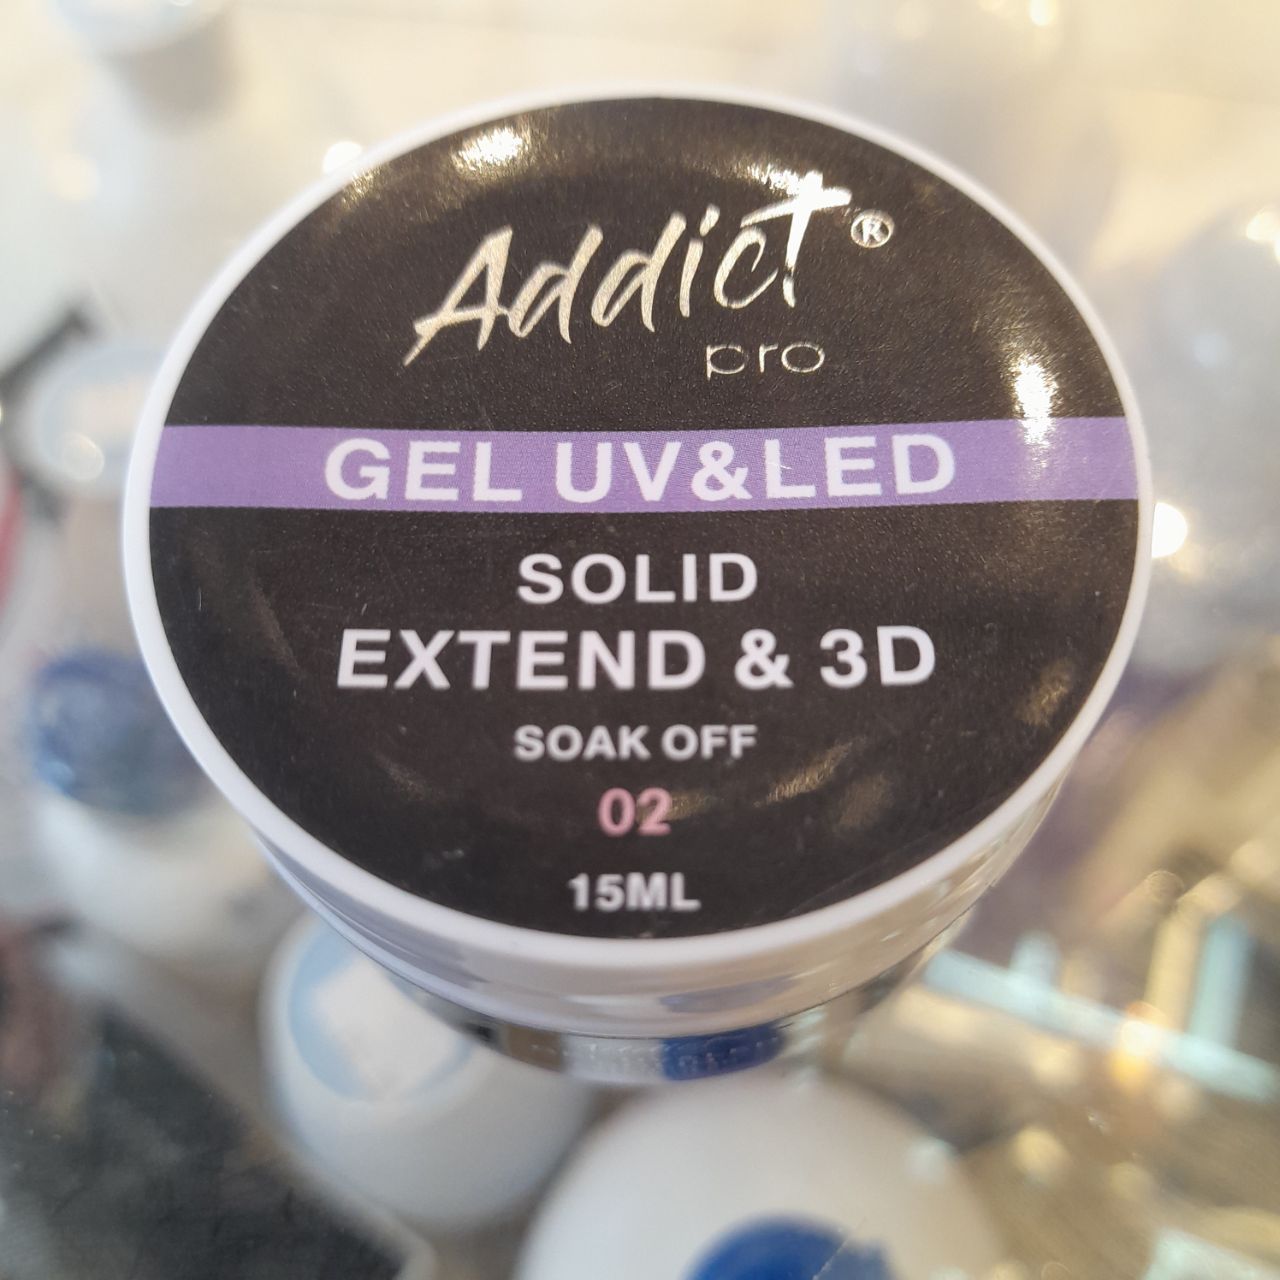 Addict®
pro
GEL UV&LED
SOLID
EXTEND & 3D
SOAK OFF
02
15ML